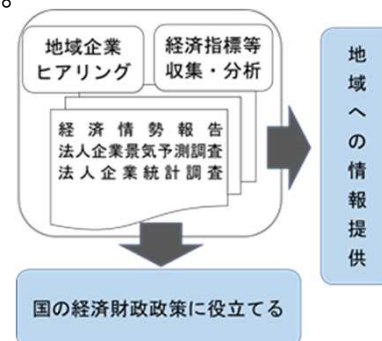 。
地域企業
ヒアリング
経済指標等
収集・分析
経済情勢報告
法人企業景気予測調査
法人企業統計調査
地域への情報提供
国の経済財政政策に役立てる